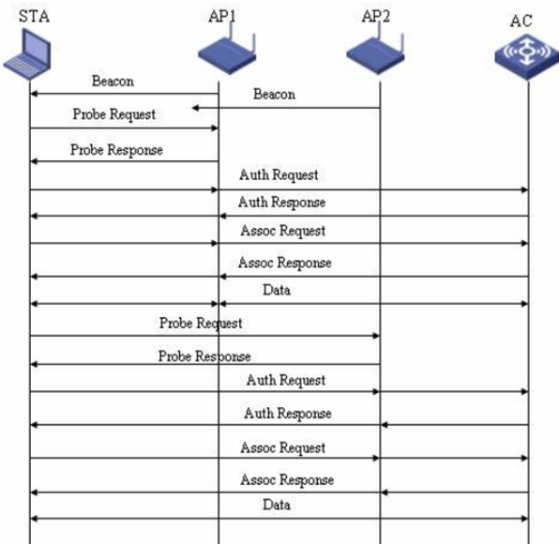 STA AP1 AP2 AC
Beacon
Beacon
Probe Request
Probe Response
Auth Request
Auth Response
Assoc Request
Assoc Response
Data
Probe Request
Probe Response
Auth Request
Auth Response
Assoc Request
Assoc Response
Data